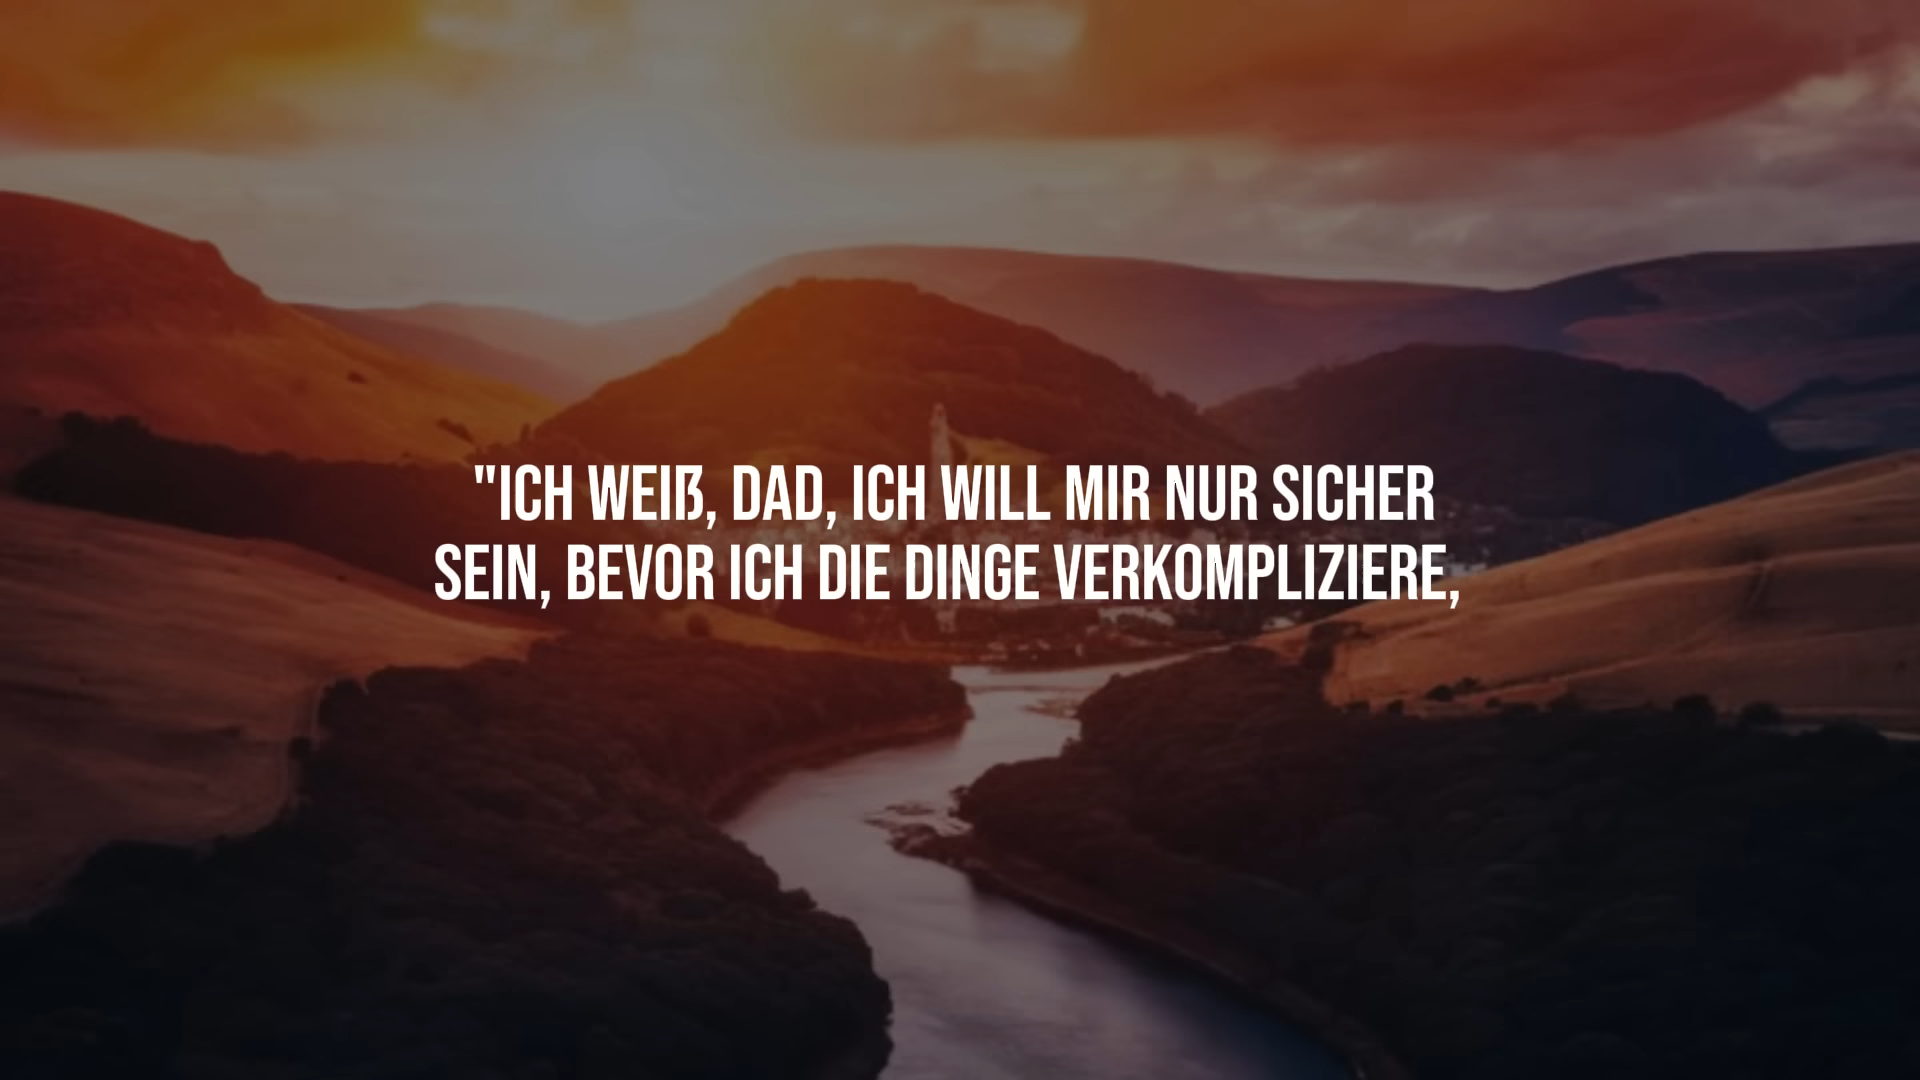 "ICH WEIß, DAD, ICH WILL MIR NUR SICHER
SEIN, BEVOR ICH DIE DINGE VERKOMPLIZIERE,